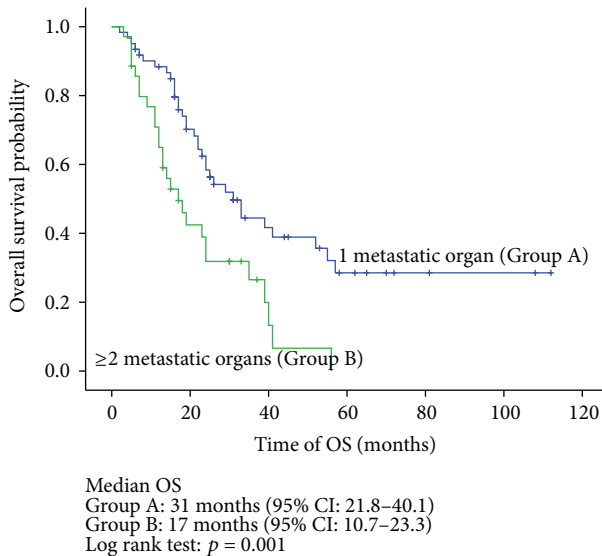 1.0
0.8
0.6
0.4
0.2
0.0
Overall survival probability
1 metastatic organ (Group A)
≥2 metastatic organs (Group B)
0 20 40 60 80 100 120
Time of OS (months)
Median OS
Group A: 31 months (95% CI: 21.8–40.1)
Group B: 17 months (95% CI: 10.7–23.3)
Log rank test: p = 0.001